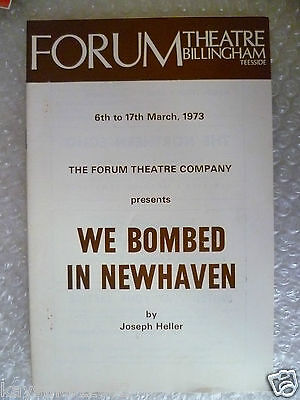 FORUM THEATRE
BILLINGHAM
TEESSIDE
6th to 17th March, 1973
THE FORUM THEATRE COMPANY
presents
WE BOMBED
IN NEWHAVEN
by
Joseph Heller